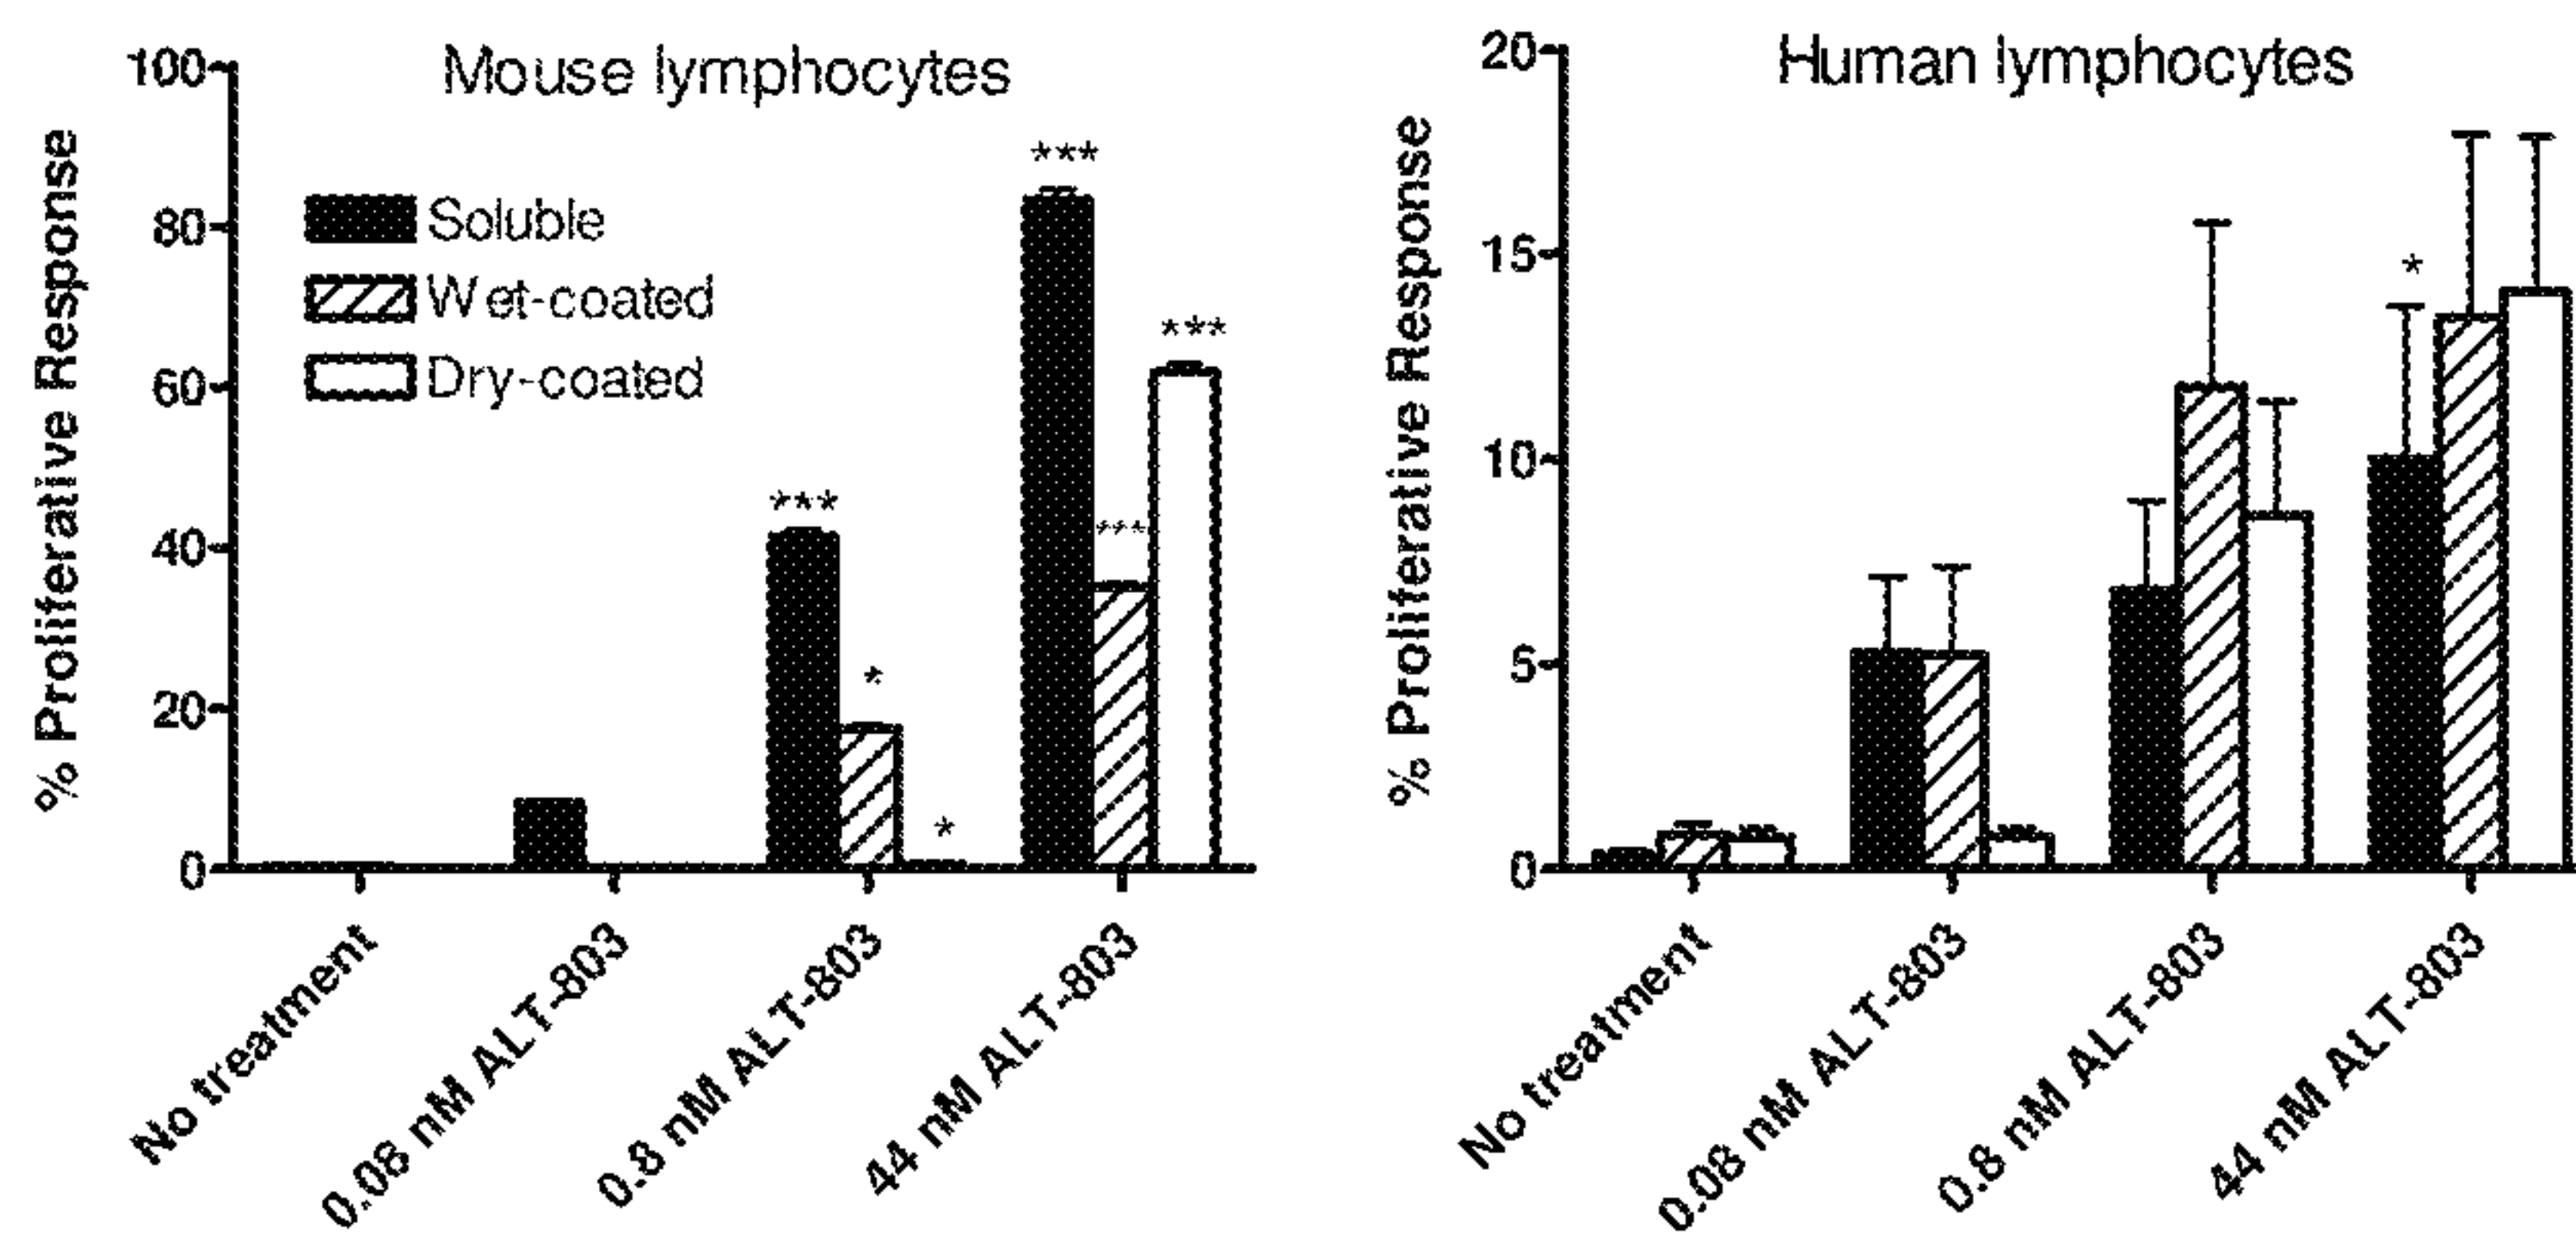 Mouse lymphocytes
% Proliferative Response
100
80
60
40
20
0
Soluble
Wet-coated
Dry-coated
***
*
*
***
***
***
No treatment
0.08 nM ALT-803
0.8 nM ALT-803
44 nM ALT-803
Human lymphocytes
% Proliferative Response
20
15
10
5
0
*
No treatment
0.08 nM ALT-803
0.8 nM ALT-803
44 nM ALT-803